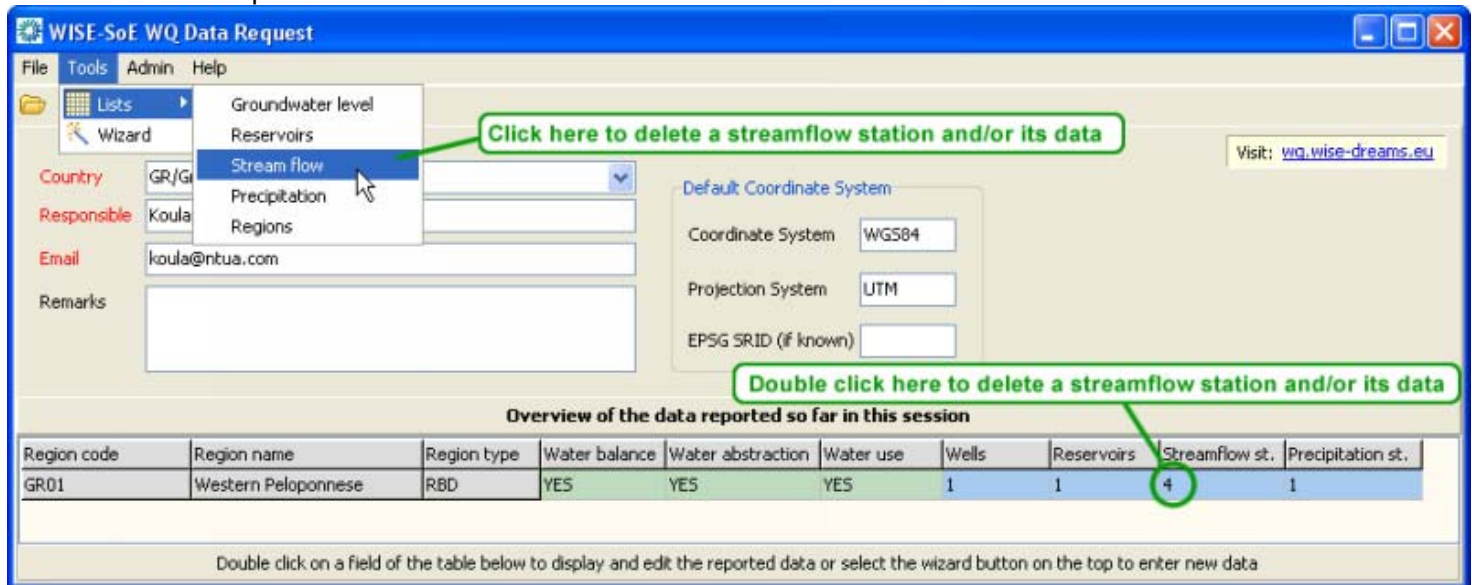 WISE-SoE WQ Data Request
File Tools Admin Help
Lists
Wizard
Groundwater level
Reservoirs
Stream flow
Precipitation
Regions
Click here to delete a streamflow station and/or its data
Visit: wq.wise-dreams.eu
Country GR/G
Responsible Koula
Email koula@ntua.com
Remarks
Default Coordinate System
Coordinate System WGS84
Projection System UTM
EPSG SRID (if known)
Double click here to delete a streamflow station and/or its data
Overview of the data reported so far in this session
Region code Region name Region type Water balance Water abstraction Water use Wells Reservoirs Streamflow st. Precipitation st.
GR01 Western Peloponnese RBD YES YES YES 1 1 4 1
Double click on a field of the table below to display and edit the reported data or select the wizard button on the top to enter new data